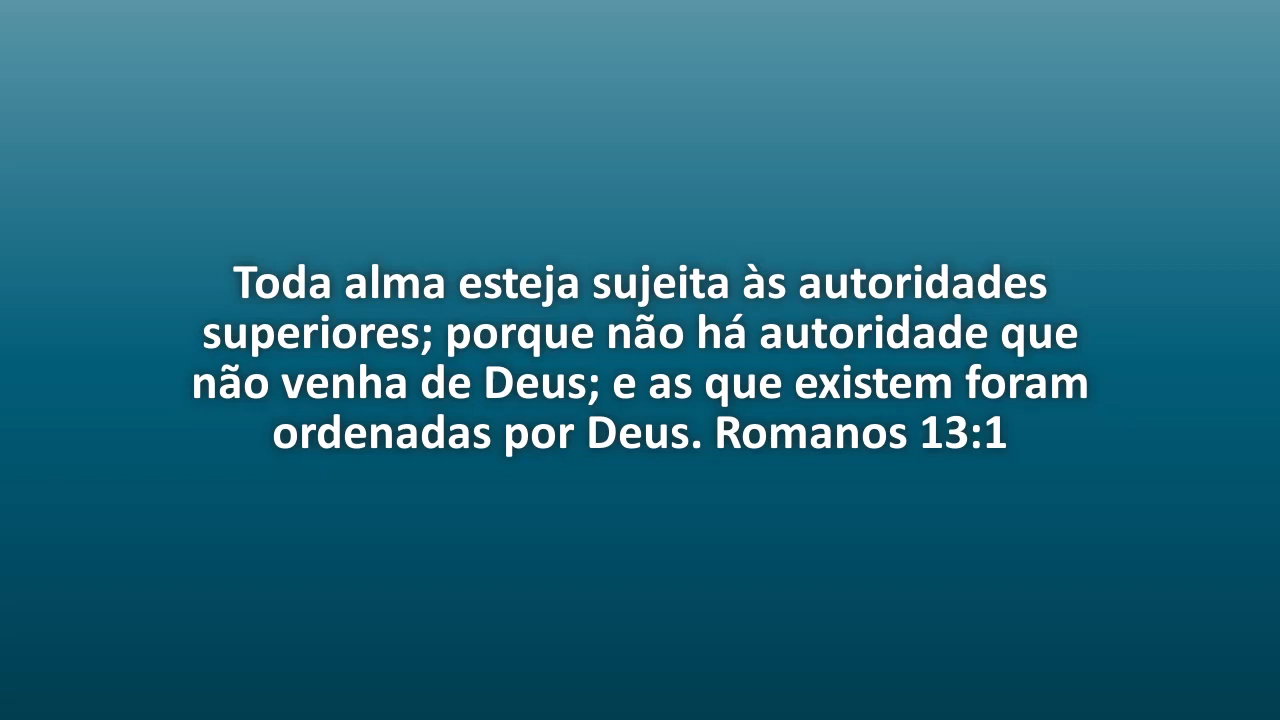 Toda alma esteja sujeita às autoridades
superiores; porque não há autoridade que
não venha de Deus; e as que existem foram
ordenadas por Deus. Romanos 13:1